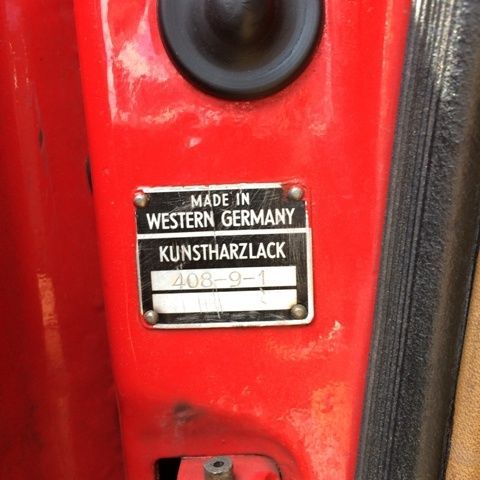 MADE IN
WESTERN GERMANY
KUNSTHARZLACK
408-9-1